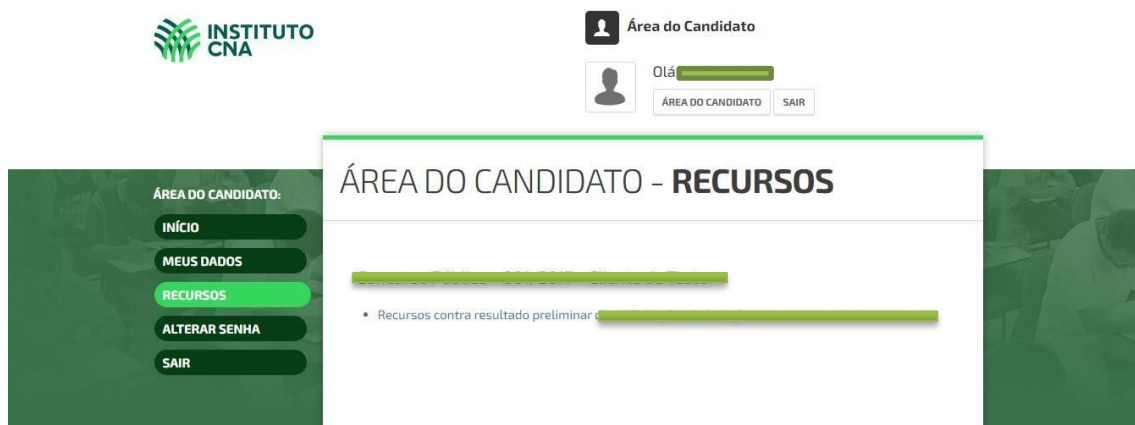 INSTITUTO
CNA
Área do Candidato
Olá
ÁREA DO CANDIDATO
SAIR
ÁREA DO CANDIDATO:
INÍCIO
MEUS DADOS
RECURSOS
ALTERAR SENHA
SAIR
ÁREA DO CANDIDATO - RECURSOS
Recursos contra resultado preliminar